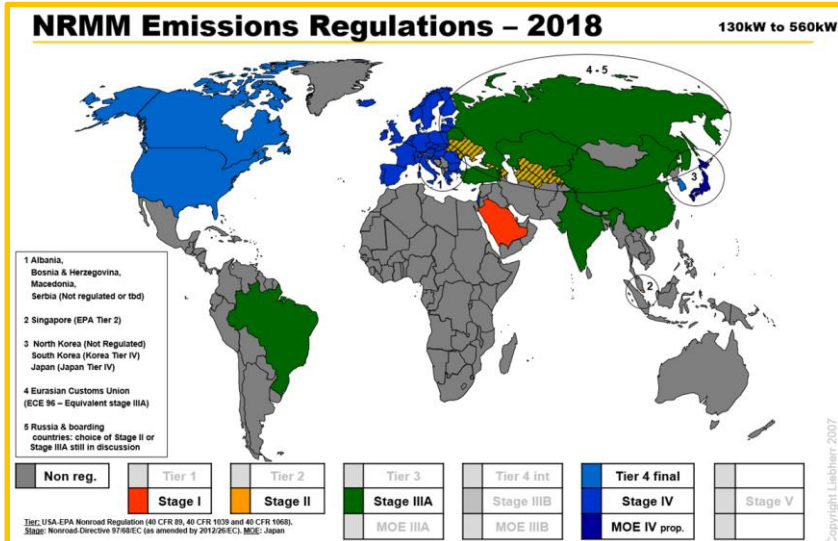 NRMM Emissions Regulations – 2018
130kW to 560kW
4 - 5
3
1
2
1 Albania,
Bosnia & Herzegovina,
Macedonia,
Serbia (Not regulated or tbd)
2 Singapore (EPA Tier 2)
3 North Korea (Not Regulated)
South Korea (Korea Tier IV)
Japan (Japan Tier IV)
4 Eurasian Customs Union
(ECE 96 – Equivalent stage IIIA)
5 Russia & boarding
countries: choice of Stage II or
Stage IIIA still in discussion
Non reg.
Tier 1
Stage I
Tier 2
Stage II
Tier 3
Stage IIIA
MOE IIIA
Tier 4 int
Stage IIIB
MOE IIIB
Tier 4 final
Stage IV
MOE IV prop.
Stage V
Tier: USA-EPA Nonroad Regulation (40 CFR 89, 40 CFR 1039 and 40 CFR 1068).
Stage: Nonroad-Directive 97/68/EC (as amended by 2012/26/EC). MOE: Japan
Copyright Liebherr 2007